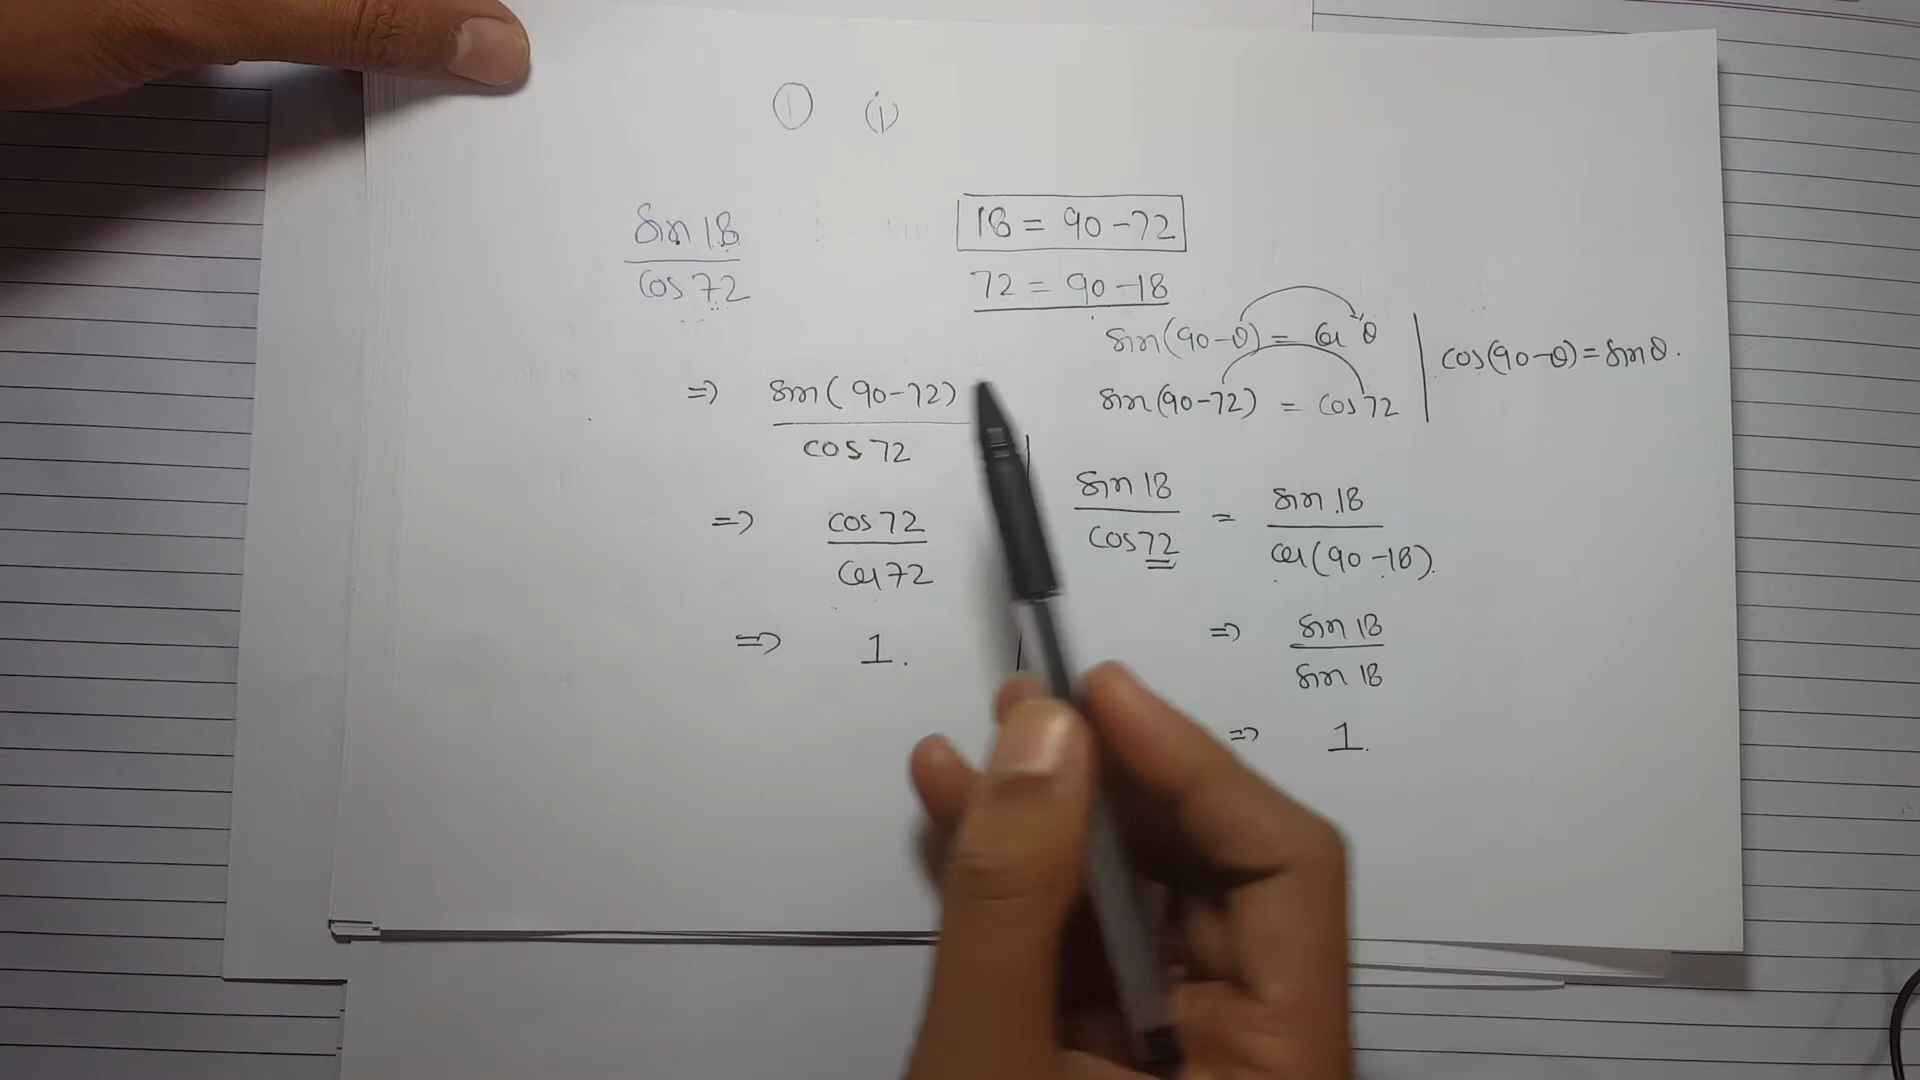 ① (i)
sin 18 / cos 72
18 = 90 - 72
72 = 90 - 18
sin(90-θ) = cos θ
cos(90-θ) = sin θ.
sin(90-72) = cos 72
=> sin(90-72) / cos 72
=> cos 72 / cos 72
=> 1.
sin 18 / cos 72 = sin 18 / cos(90-18).
=> sin 18 / sin 18
=> 1.